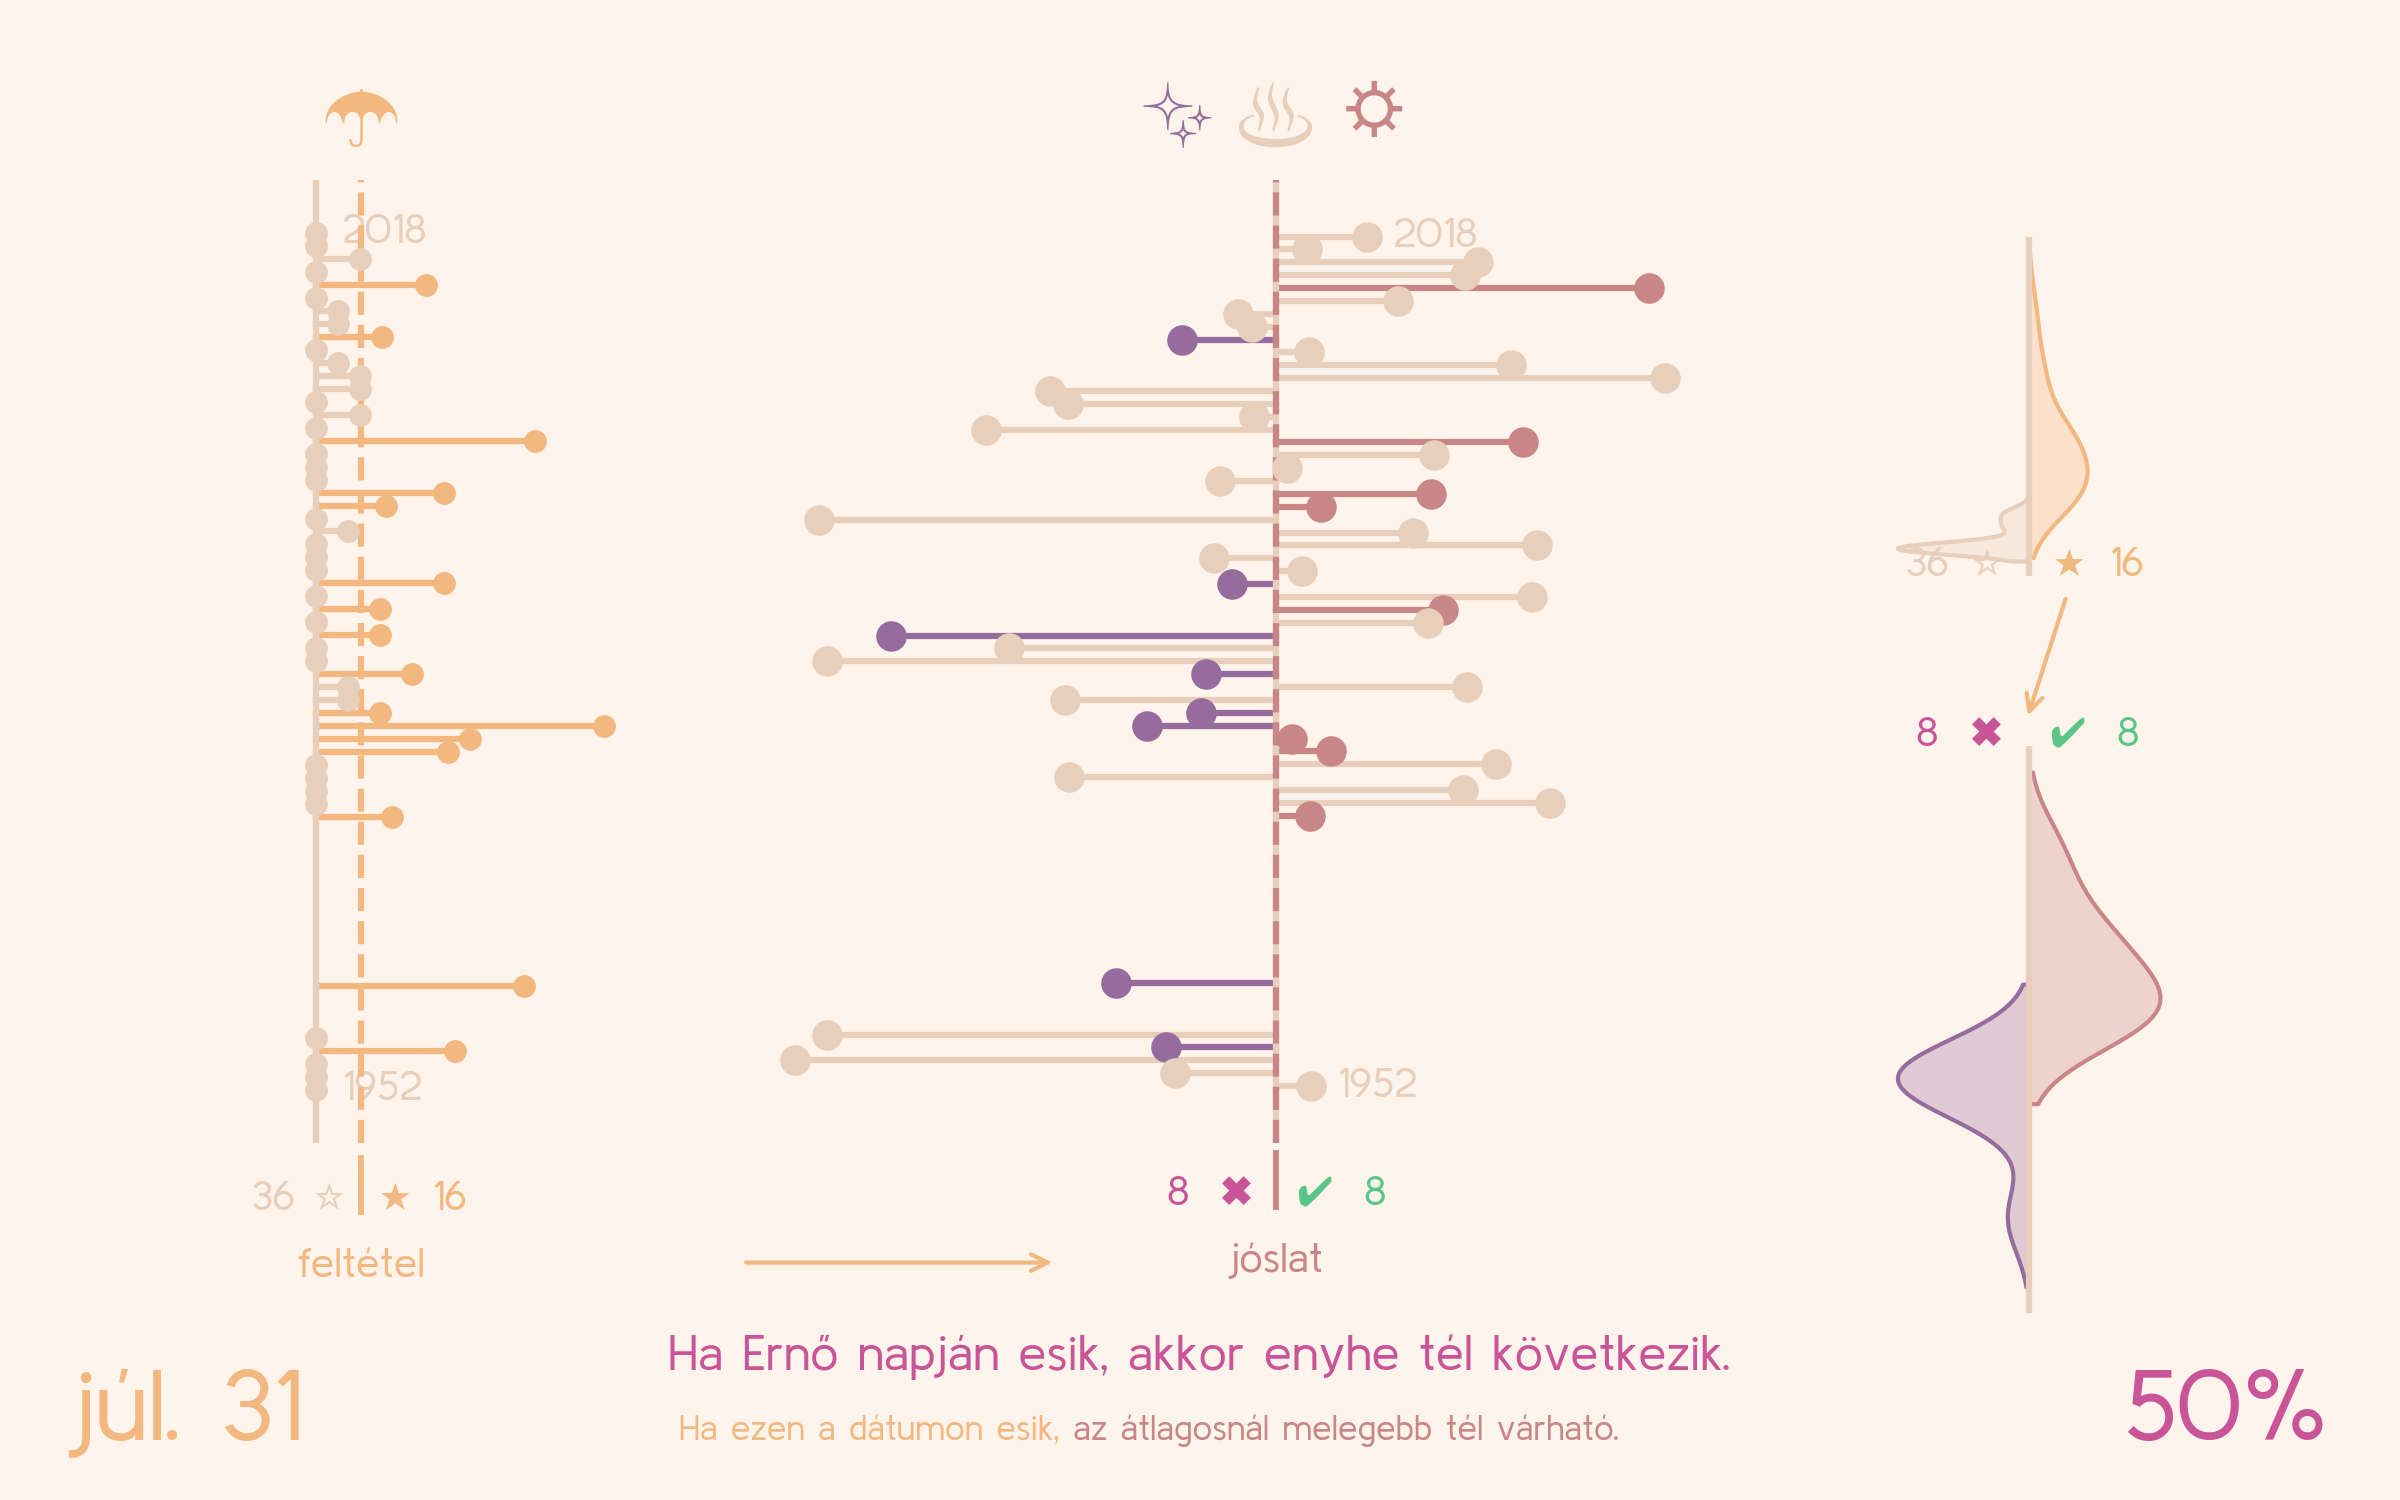 2018
2018
36 ☆ ★ 16
8 ✖ ✔ 8
1952
1952
36 ☆ ★ 16
8 ✖ ✔ 8
feltétel
jóslat
Ha Ernő napján esik, akkor enyhe tél következik.
júl. 31
50%
Ha ezen a dátumon esik, az átlagosnál melegebb tél várható.